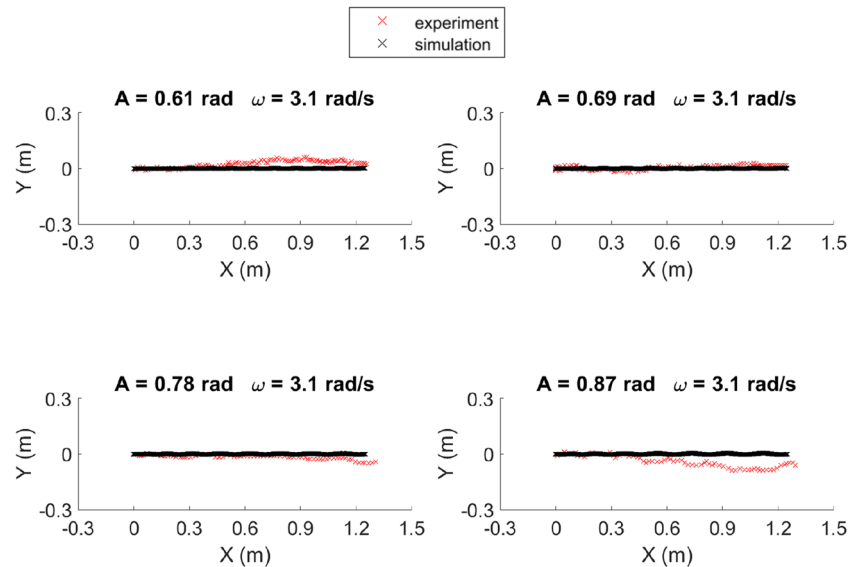 experiment
simulation
A = 0.61 rad ω = 3.1 rad/s
0.3
0
-0.3
Y (m)
-0.3 0 0.3 0.6 0.9 1.2 1.5
X (m)
A = 0.69 rad ω = 3.1 rad/s
0.3
0
-0.3
Y (m)
-0.3 0 0.3 0.6 0.9 1.2 1.5
X (m)
A = 0.78 rad ω = 3.1 rad/s
0.3
0
-0.3
Y (m)
-0.3 0 0.3 0.6 0.9 1.2 1.5
X (m)
A = 0.87 rad ω = 3.1 rad/s
0.3
0
-0.3
Y (m)
-0.3 0 0.3 0.6 0.9 1.2 1.5
X (m)